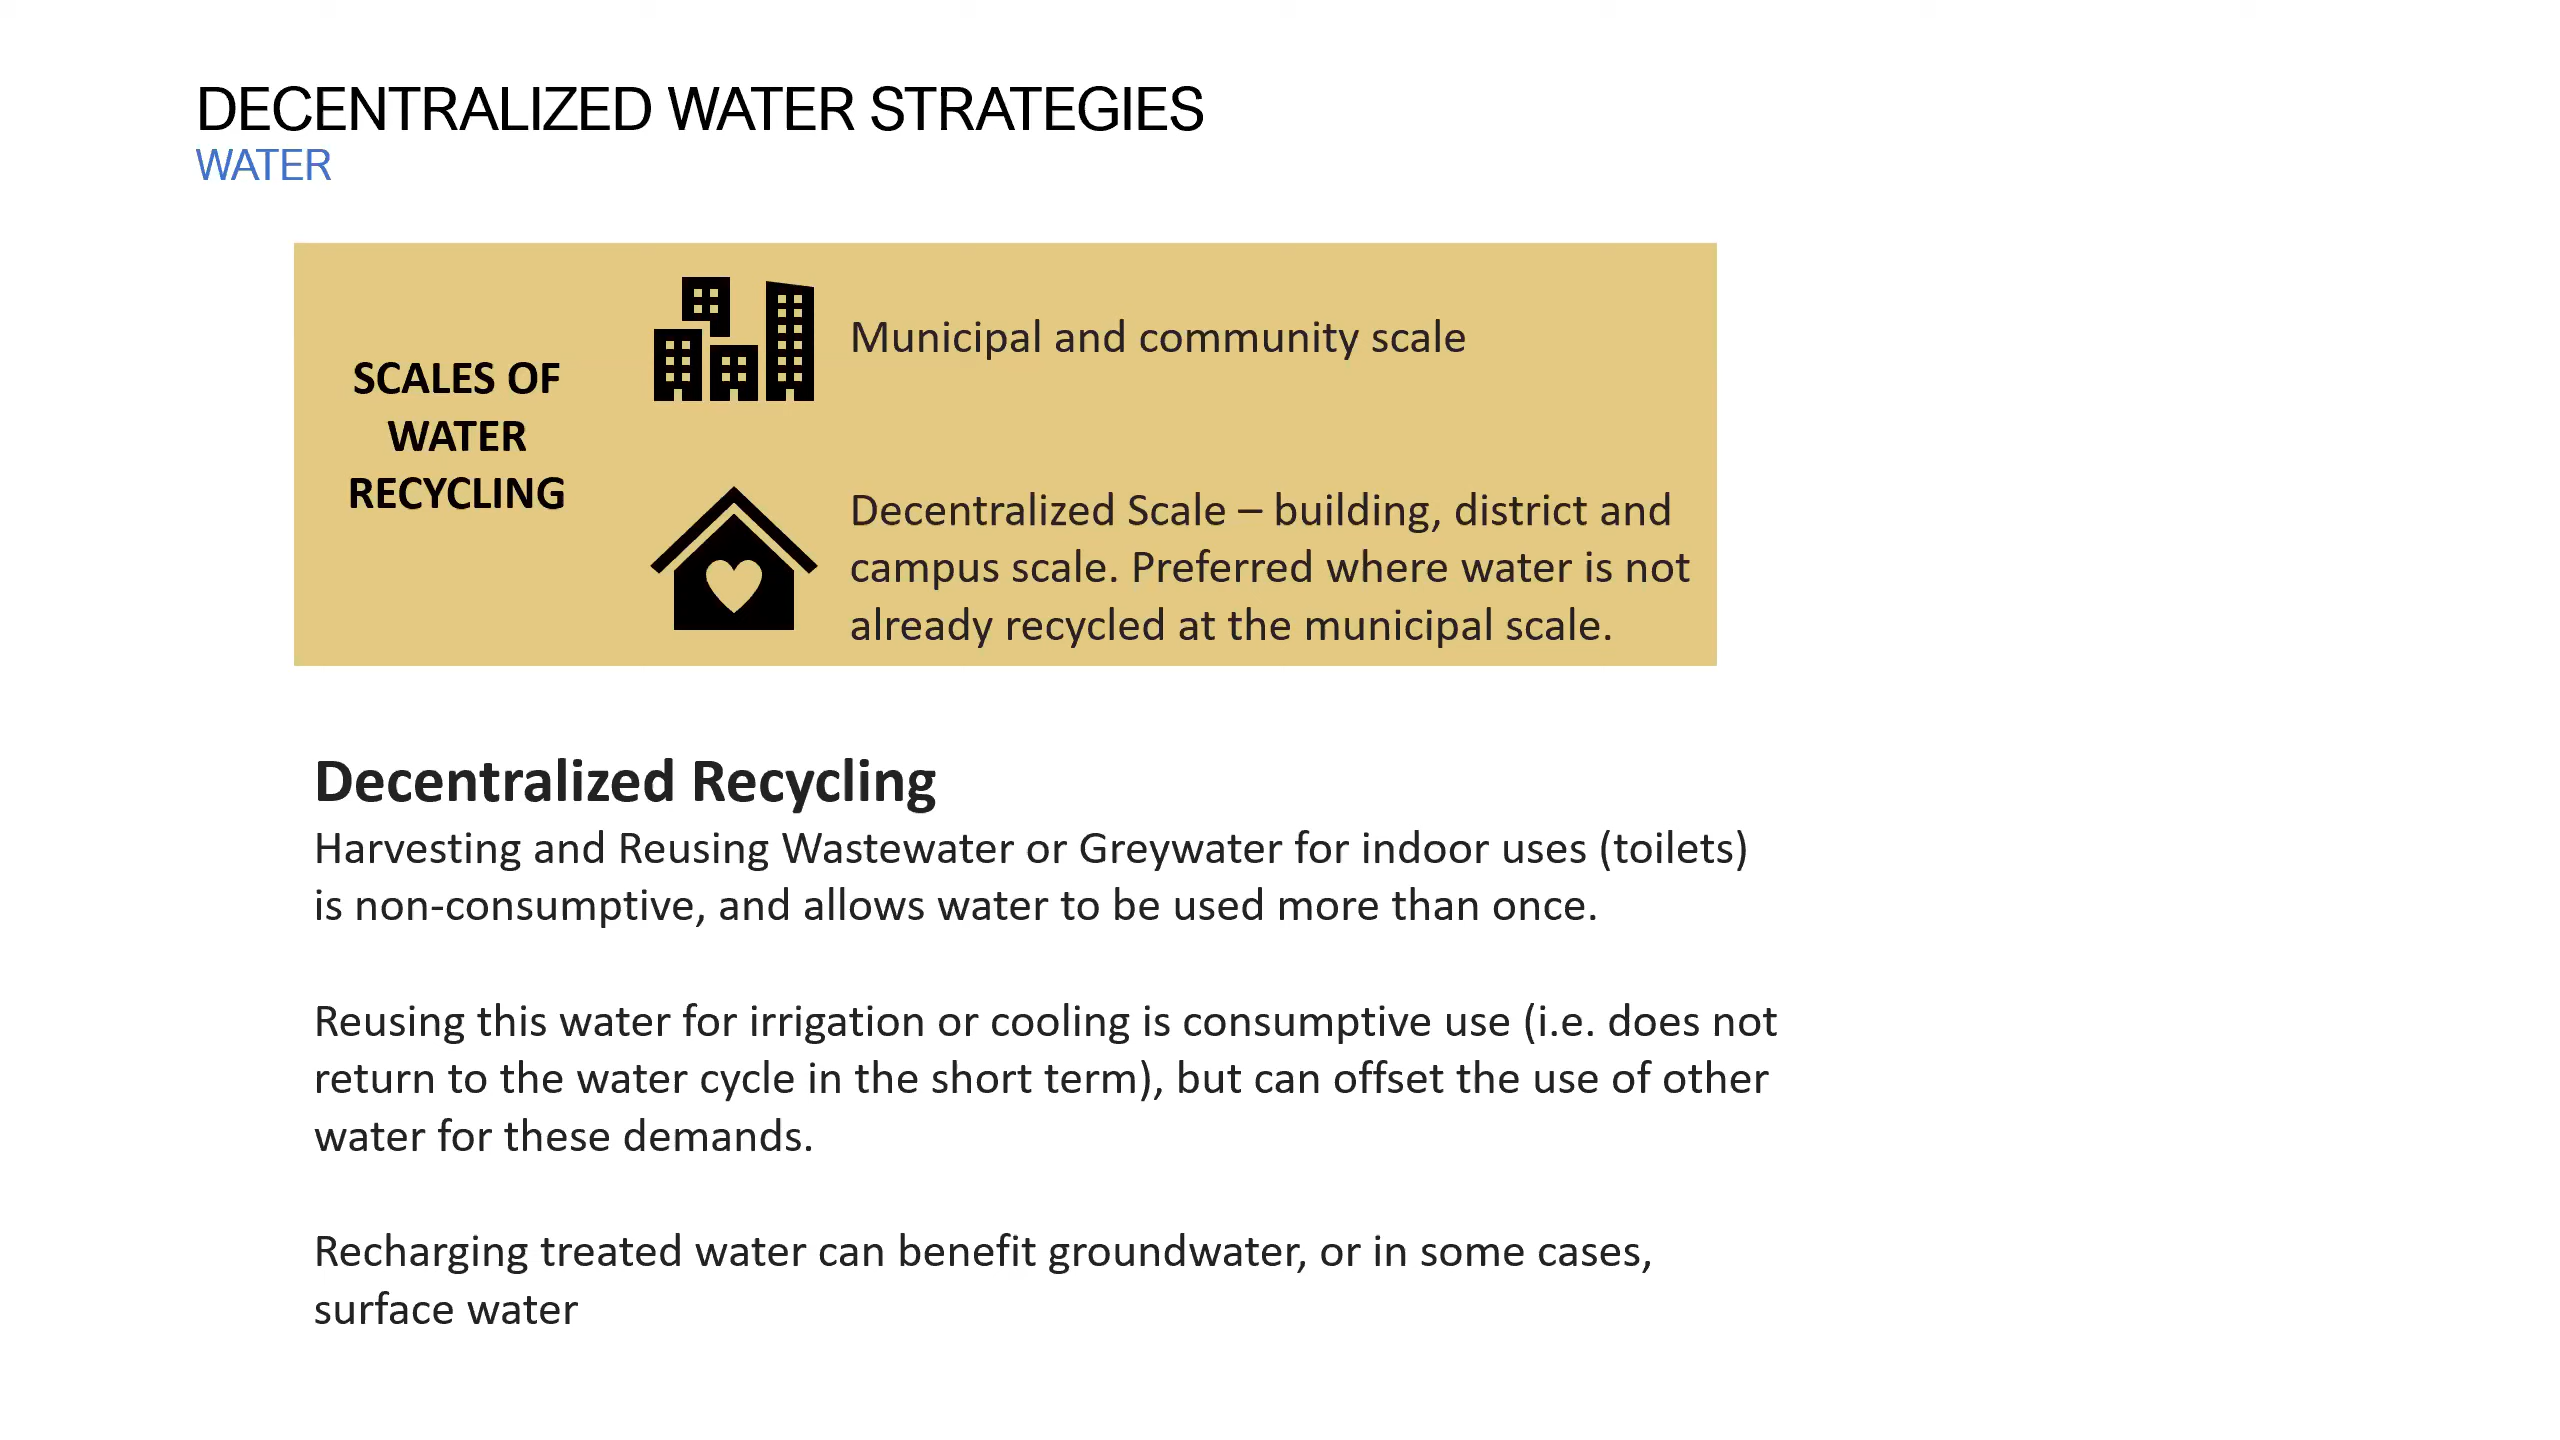 DECENTRALIZED WATER STRATEGIES
WATER
SCALES OF
WATER
RECYCLING
Municipal and community scale
Decentralized Scale – building, district and
campus scale. Preferred where water is not
already recycled at the municipal scale.
Decentralized Recycling
Harvesting and Reusing Wastewater or Greywater for indoor uses (toilets)
is non-consumptive, and allows water to be used more than once.
Reusing this water for irrigation or cooling is consumptive use (i.e. does not
return to the water cycle in the short term), but can offset the use of other
water for these demands.
Recharging treated water can benefit groundwater, or in some cases,
surface water